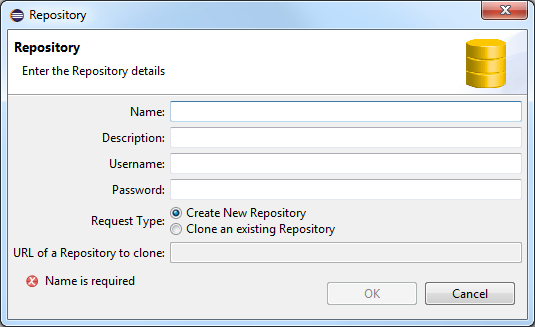 Repository
Repository
Enter the Repository details
Name:
Description:
Username:
Password:
Request Type:
Create New Repository
Clone an existing Repository
URL of a Repository to clone:
Name is required
OK
Cancel